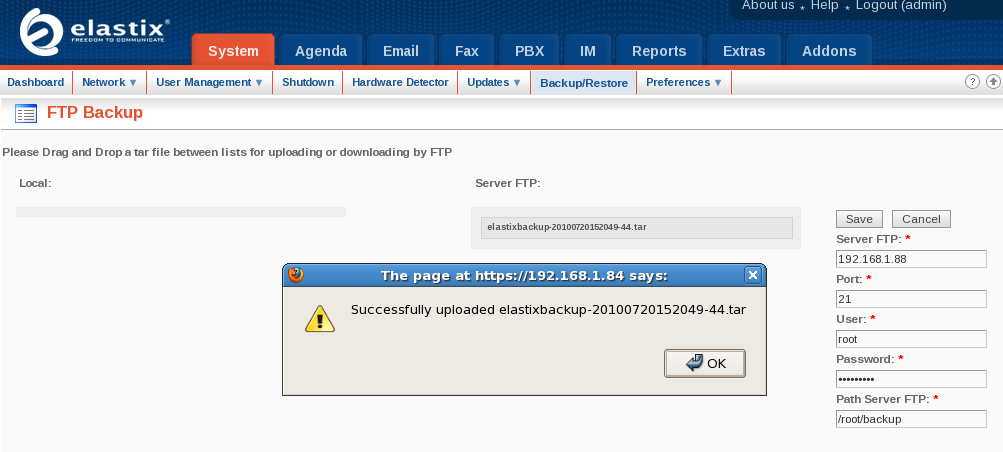 About us
Help
Logout (admin)
elastix®
FREEDOM TO COMMUNICATE
System
Agenda
Email
Fax
PBX
IM
Reports
Extras
Addons
Dashboard
Network ▼
User Management ▼
Shutdown
Hardware Detector
Updates ▼
Backup/Restore
Preferences ▼
?
FTP Backup
Please Drag and Drop a tar file between lists for uploading or downloading by FTP
Local:
Server FTP:
elastixbackup-20100720152049-44.tar
Save
Cancel
Server FTP: *
192.168.1.88
Port: *
21
User: *
root
Password: *
•••••••••
Path Server FTP: *
/root/backup
The page at https://192.168.1.84 says:
Successfully uploaded elastixbackup-20100720152049-44.tar
OK